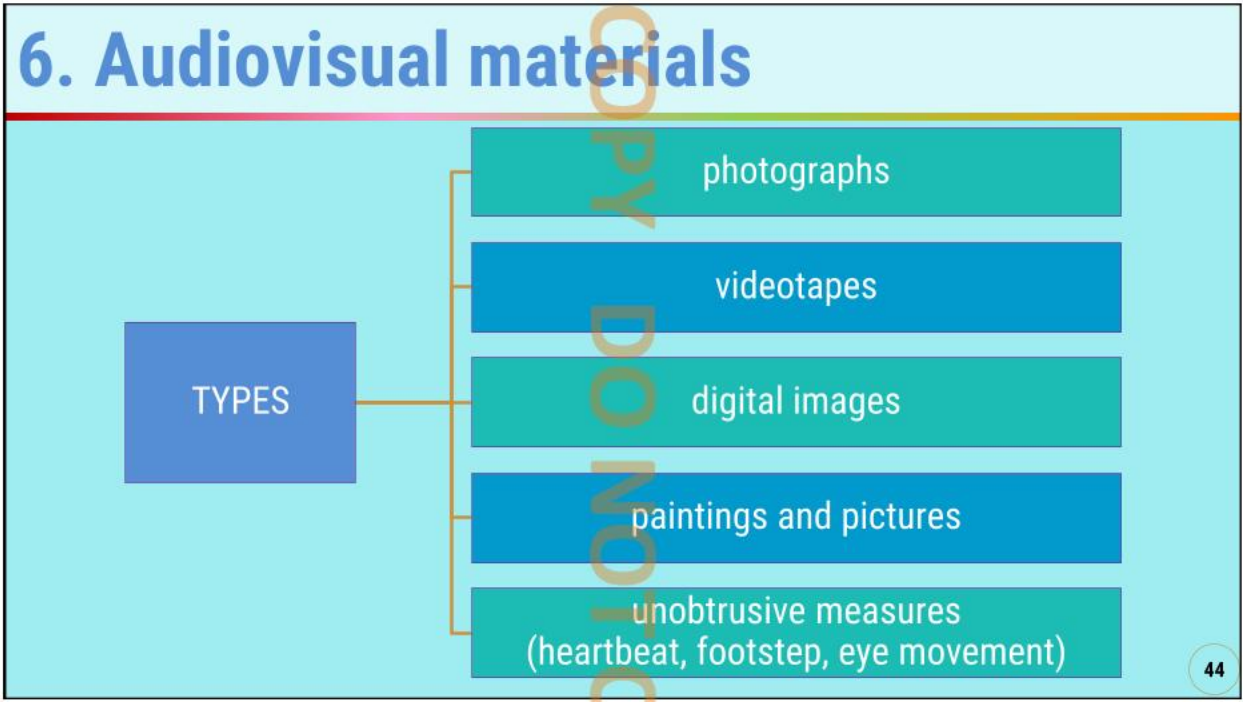 6. Audiovisual materials
TYPES
photographs
videotapes
digital images
paintings and pictures
unobtrusive measures
(heartbeat, footstep, eye movement)
44
COPY DO NOT C